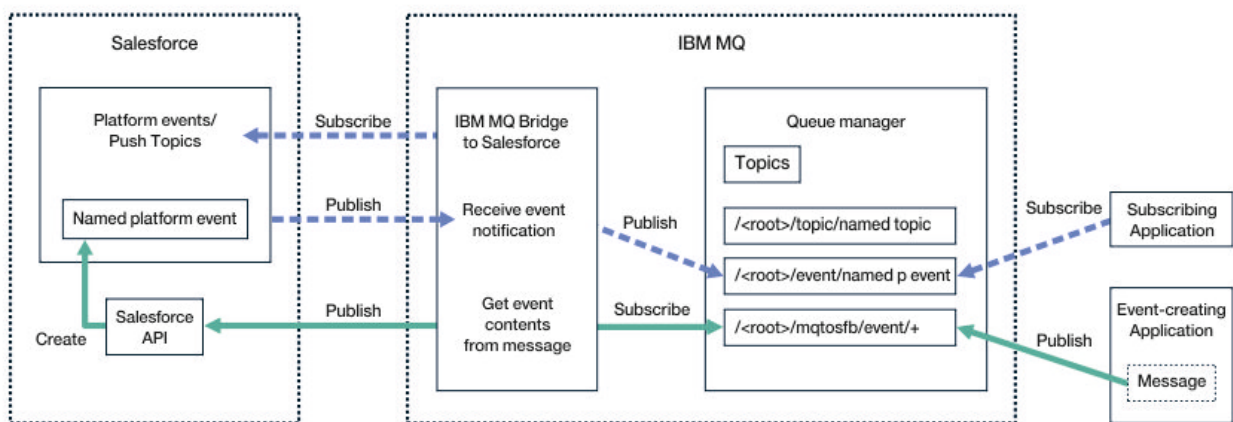 Salesforce
IBM MQ
Platform events/
Push Topics
Subscribe
IBM MQ Bridge
to Salesforce
Queue manager
Topics
Named platform event
Publish
Receive event
notification
Publish
/<root>/topic/named topic
Subscribe
Subscribing
Application
/<root>/event/named p event
Create
Salesforce
API
Publish
Get event
contents
from message
Subscribe
/<root>/mqtosfb/event/+
Publish
Event-creating
Application
Message